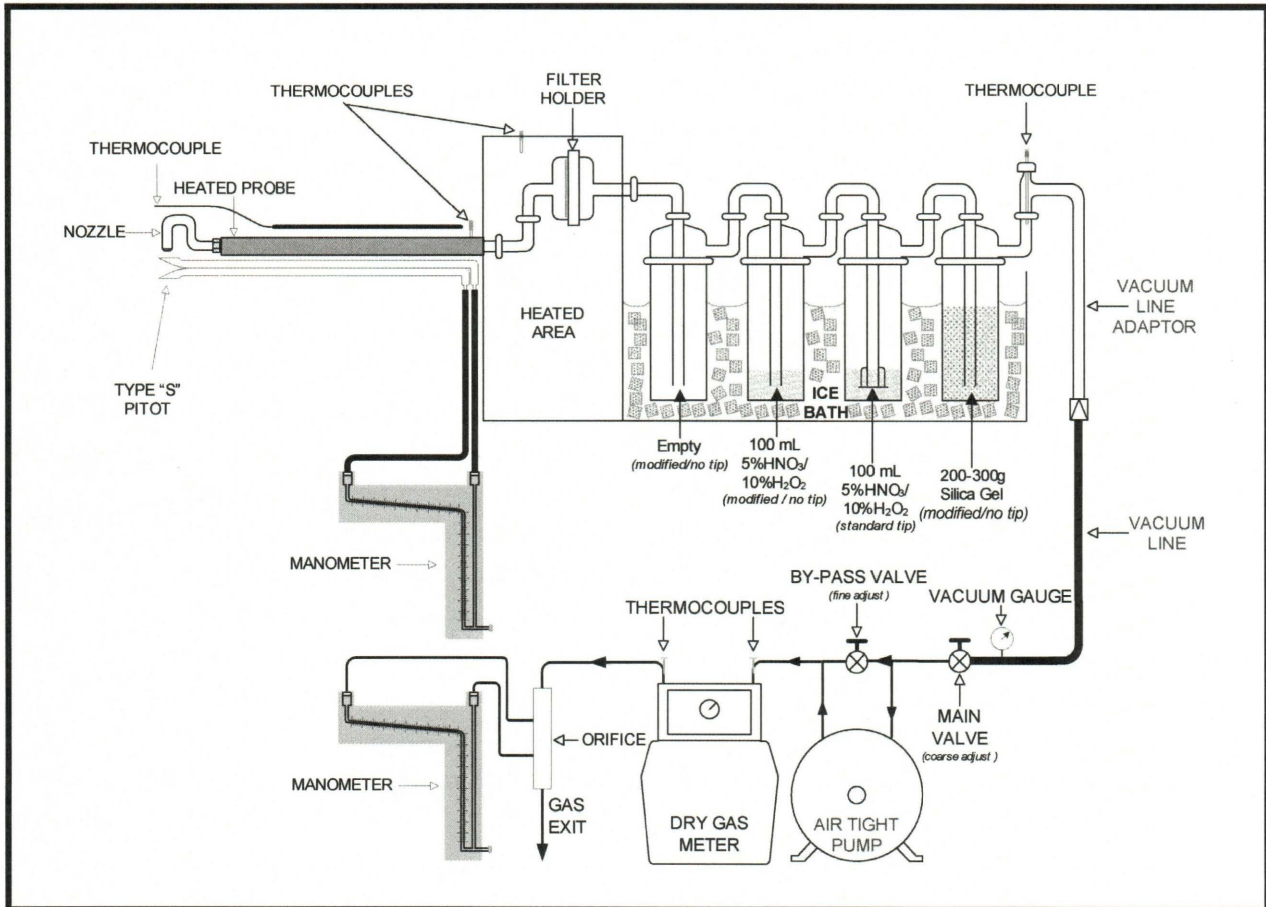 THERMOCOUPLES
FILTER
HOLDER
THERMOCOUPLE
THERMOCOUPLE
HEATED PROBE
NOZZLE
TYPE “S”
PITOT
HEATED
AREA
VACUUM
LINE
ADAPTOR
ICE
BATH
Empty
(modified/no tip)
100 mL
5%HNO₃/
10%H₂O₂
(modified / no tip)
100 mL
5%HNO₃/
10%H₂O₂
(standard tip)
200-300g
Silica Gel
(modified/no tip)
VACUUM
LINE
MANOMETER
THERMOCOUPLES
BY-PASS VALVE
(fine adjust )
VACUUM GAUGE
MAIN
VALVE
(coarse adjust )
ORIFICE
MANOMETER
GAS
EXIT
DRY GAS
METER
AIR TIGHT
PUMP